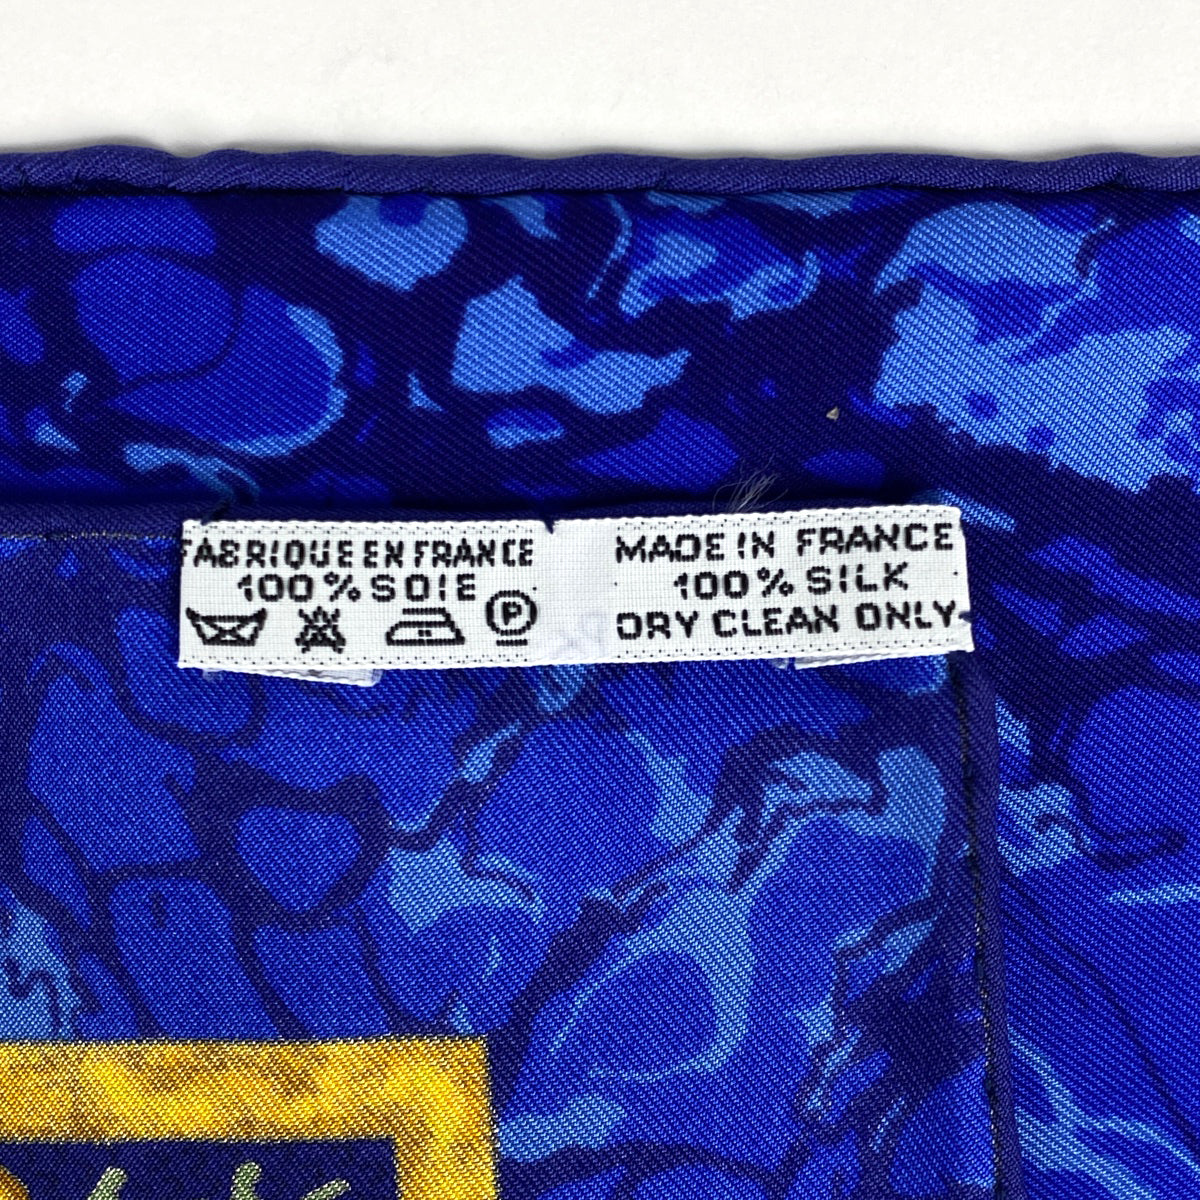 FABRIQUE EN FRANCE
100% SOIE
P
MADE IN FRANCE
100% SILK
DRY CLEAN ONLY